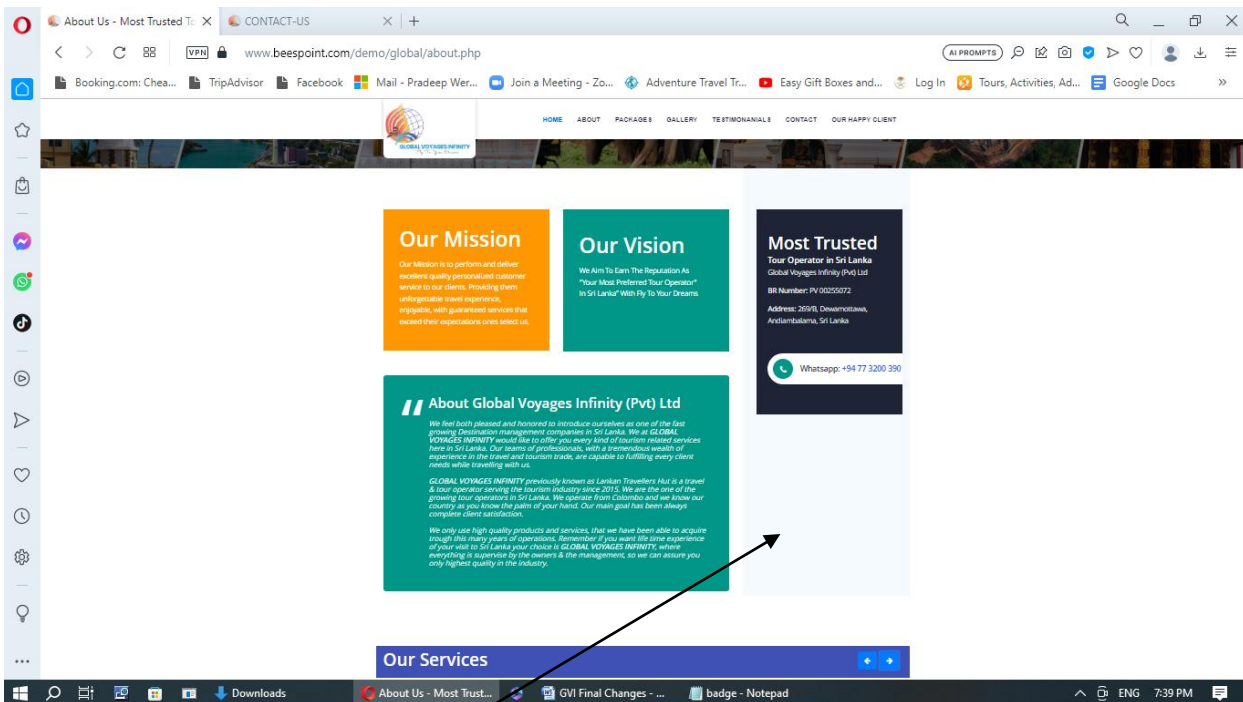 About Us - Most Trusted To
CONTACT-US
VPN
www.beespoint.com/demo/global/about.php
AI PROMPTS
Booking.com: Chea...
TripAdvisor
Facebook
Mail - Pradeep Wer...
Join a Meeting - Zo...
Adventure Travel Tr...
Easy Gift Boxes and...
Log In
Tours, Activities, Ad...
Google Docs
GLOBAL VOYAGES INFINITY
HOME ABOUT PACKAGES GALLERY TESTIMONANIALS CONTACT OUR HAPPY CLIENT
Our Mission
Our Mission is to perform and deliver
excellent quality personalized customer
service to our clients. Providing them
unforgettable travel experience,
enjoyable, with guaranteed services that
exceed their expectations ones select us.
Our Vision
We Aim To Earn The Reputation As
"Your Most Preferred Tour Operator"
In Sri Lanka" With Fly To Your Dreams
Most Trusted
Tour Operator in Sri Lanka
Global Voyages Infinity (Pvt) Ltd
BR Number: PV 00255072
Address: 269/B, Dewamottawa,
Andiambalama, Sri Lanka
Whatsapp: +94 77 3200 390
About Global Voyages Infinity (Pvt) Ltd
We feel both pleased and honored to introduce ourselves as one of the fast
growing Destination management companies in Sri Lanka. We at GLOBAL
VOYAGES INFINITY would like to offer you every kind of tourism related services
here in Sri Lanka. Our teams of professionals, with a tremendous wealth of
experience in the travel and tourism trade, are capable to fulfilling every client
needs while travelling with us.
GLOBAL VOYAGES INFINITY previously known as Lankan Travellers Hut is a travel
& tour operator serving the tourism industry since 2015. We are the one of the
growing tour operators in Sri Lanka. We operate from Colombo and we know our
country as you know the palm of your hand. Our main goal has been always
complete client satisfaction.
We only use high quality products and services, that we have been able to acquire
trough this many years of operations. Remember if you want life time experience
of your visit to Sri Lanka your choice is GLOBAL VOYAGES INFINITY, where
everything is supervise by the owners & the management, so we can assure you
only highest quality in the industry.
Our Services
Downloads
About Us - Most Trust...
GVI Final Changes - ...
badge - Notepad
ENG
7:39 PM